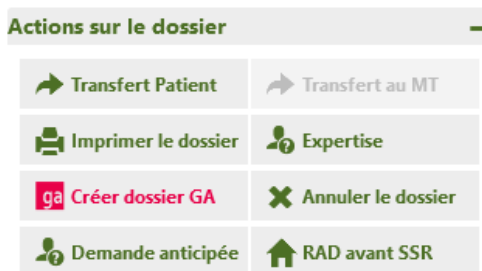 Actions sur le dossier
Transfert Patient
Transfert au MT
Imprimer le dossier
Expertise
ga Créer dossier GA
Annuler le dossier
Demande anticipée
RAD avant SSR